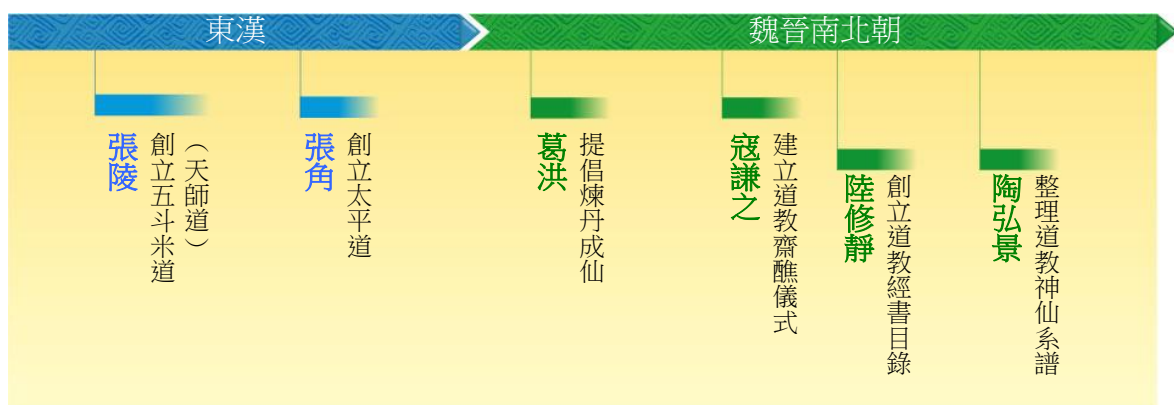 東漢
魏晉南北朝
張陵
創立五斗米道
（天師道）
張角
創立太平道
葛洪
提倡煉丹成仙
寇謙之
建立道教齋醮儀式
陸修靜
創立道教經書目錄
陶弘景
整理道教神仙系譜